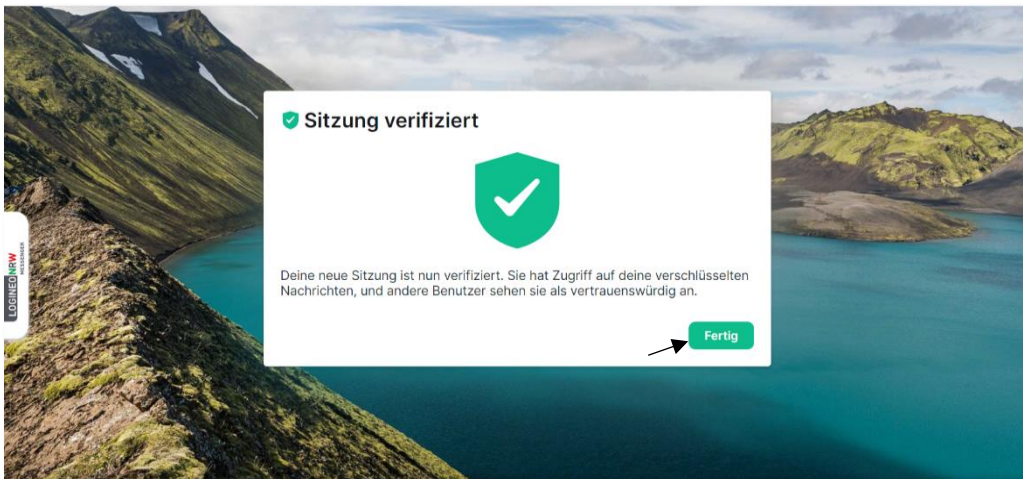 Sitzung verifiziert
Deine neue Sitzung ist nun verifiziert. Sie hat Zugriff auf deine verschlüsselten
Nachrichten, und andere Benutzer sehen sie als vertrauenswürdig an.
Fertig
LOGINEO NRW
MESSENGER